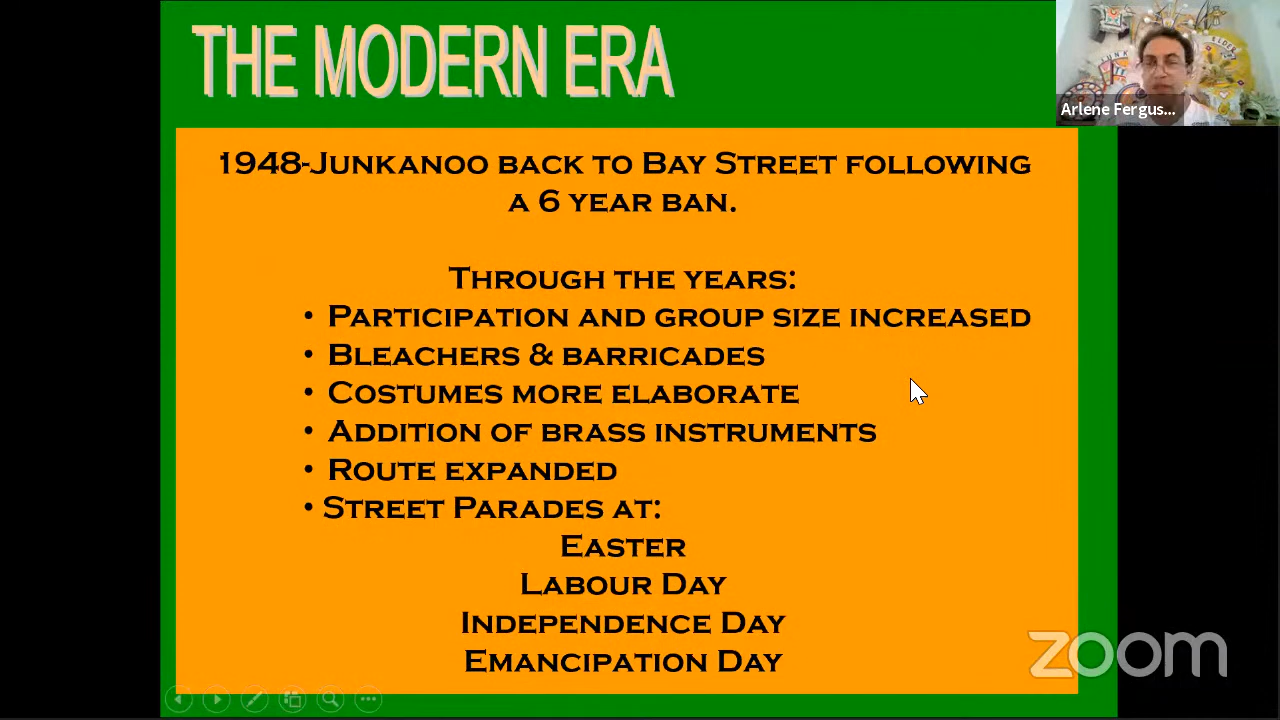 THE MODERN ERA
Arlene Fergus...
1948-Junkanoo back to Bay Street following
a 6 year ban.
Through the years:
• Participation and group size increased
• Bleachers & barricades
• Costumes more elaborate
• Addition of brass instruments
• Route expanded
• Street Parades at:
Easter
Labour Day
Independence Day
Emancipation Day
zoom